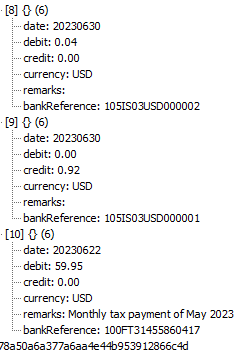 [8] {} (6)
date: 20230630
debit: 0.04
credit: 0.00
currency: USD
remarks:
bankReference: 105IS03USD000002
[9] {} (6)
date: 20230630
debit: 0.00
credit: 0.92
currency: USD
remarks:
bankReference: 105IS03USD000001
[10] {} (6)
date: 20230622
debit: 59.95
credit: 0.00
currency: USD
remarks: Monthly tax payment of May 2023
bankReference: 100FT31455860417
78a50a6a377a6aa4e44b953912866c4d